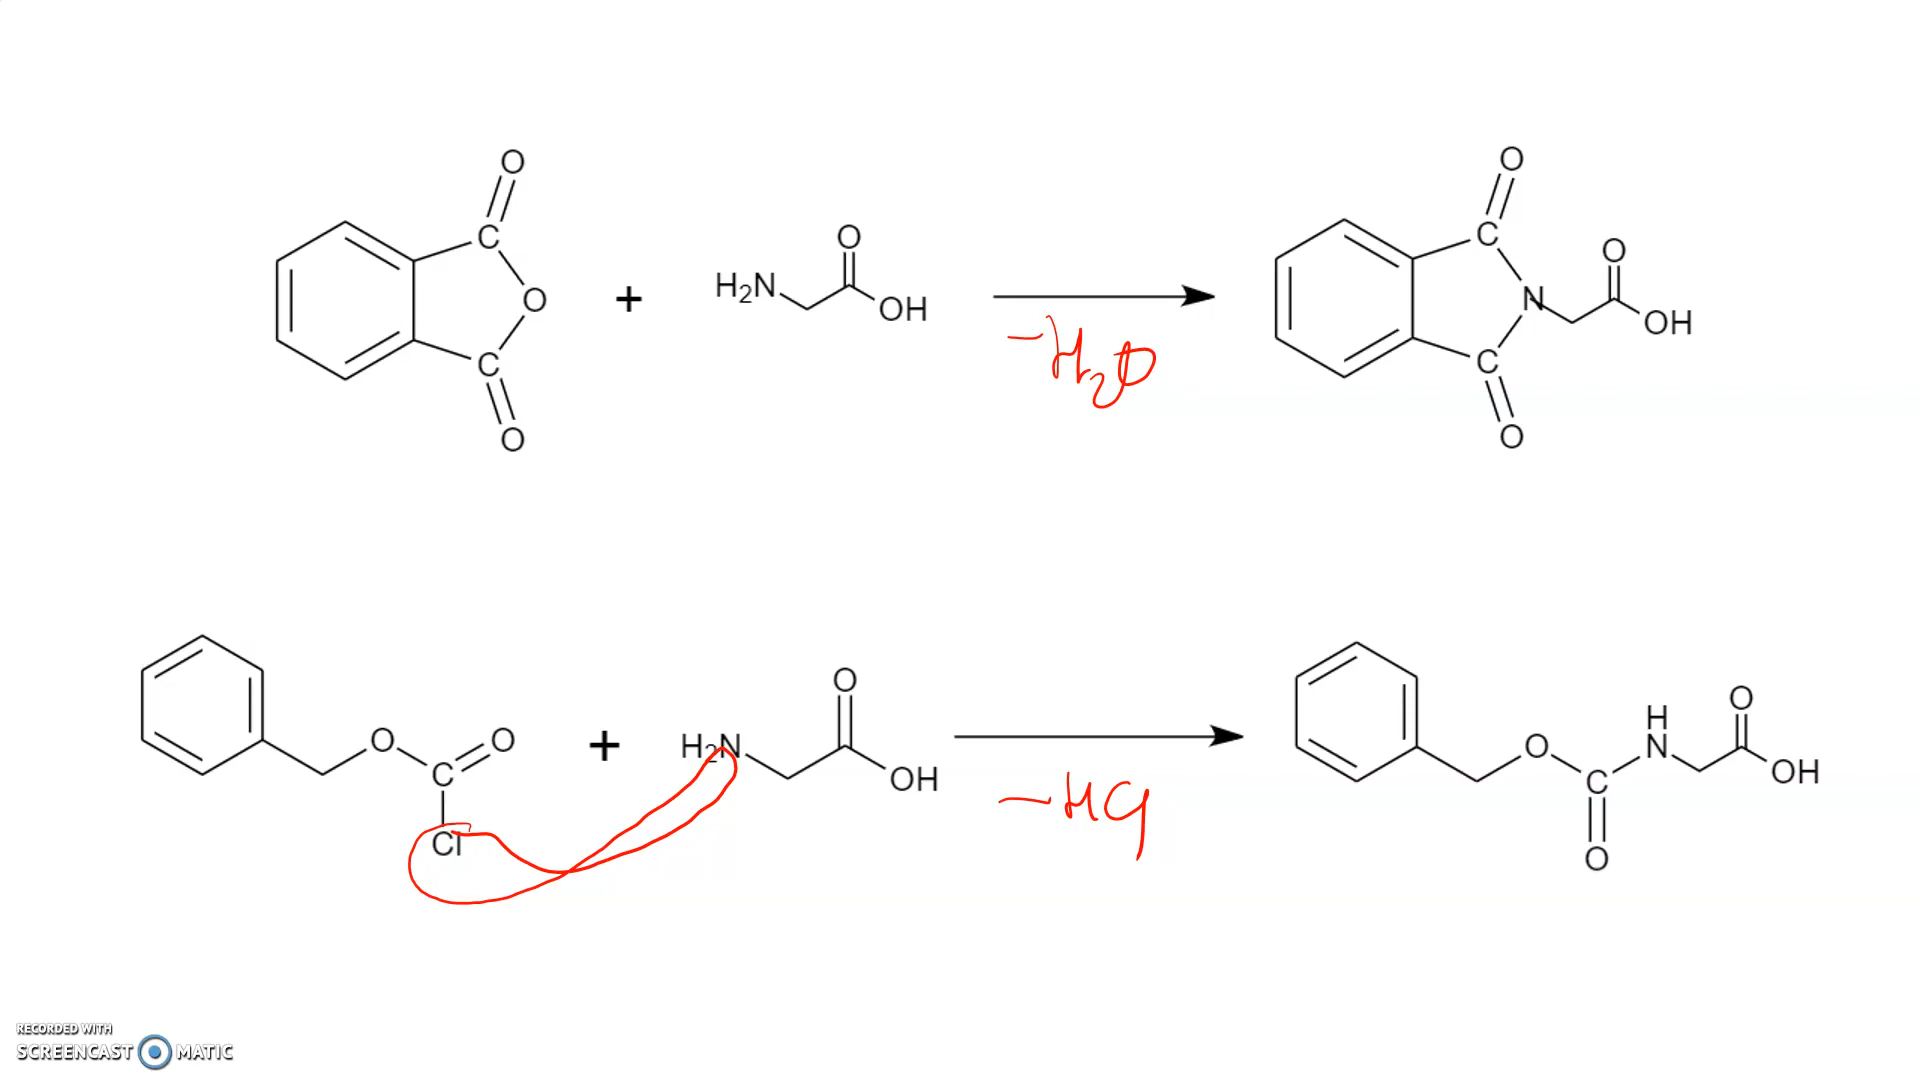 O
C
O
C
O
+
H₂N
O
OH
-H₂O
O
C
N
C
O
O
OH
O
C
O
Cl
+
H₂N
O
OH
-HCl
O
C
O
H
N
O
OH
RECORDED WITH
SCREENCAST MATIC